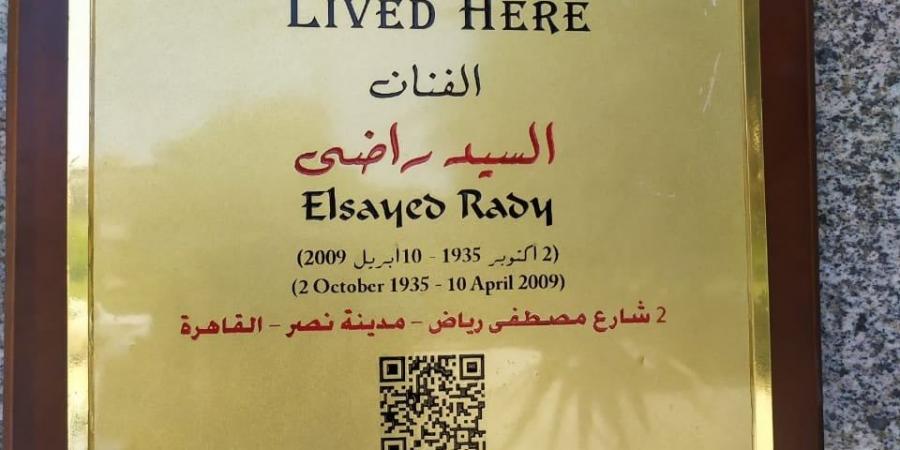 LIVED HERE
الفنان
السيد راضى
Elsayed Rady
(2 اكتوبر 1935 - 10 أبريل 2009)
(2 October 1935 - 10 April 2009)
2 شارع مصطفى رياض - مدينة نصر - القاهرة